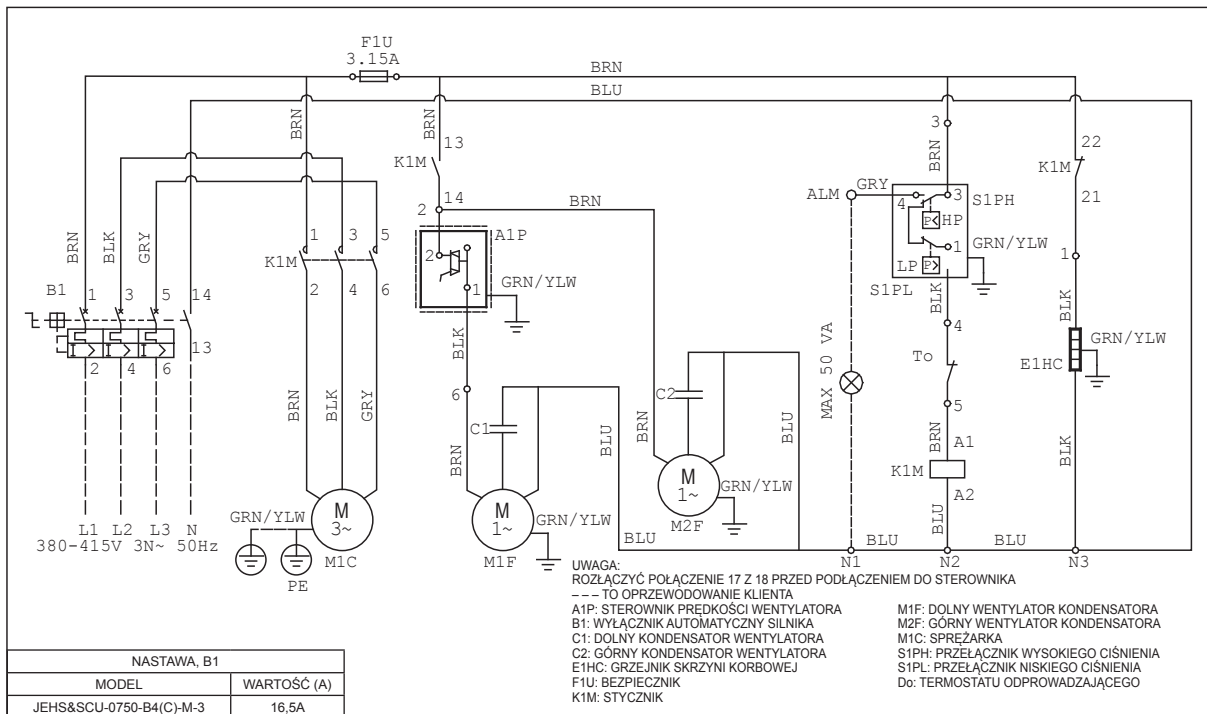 F1U
3.15A
BRN
BLU
BRN
BRN
13
K1M
14
2
BRN
A1P
2
1
GRN/YLW
BLK
6
BRN
C1
BLU
M
1~
GRN/YLW
M1F
BLU
BRN
BLK
GRY
B1
1
3
5
14
2
4
6
13
L1
L2
L3
N
380-415V 3N~ 50Hz
1
3
5
K1M
2
4
6
BRN
BLK
GRY
M
3~
M1C
GRN/YLW
PE
C2
BRN
BLU
M
1~
GRN/YLW
M2F
3
BRN
ALM
GRY
4
3
S1PH
P<
HP
1
GRN/YLW
LP
P>
S1PL
BLK
4
To
5
BRN
A1
K1M
A2
BLU
MAX 50 VA
22
K1M
21
1
BLK
GRN/YLW
E1HC
BLK
N1
BLU
N2
BLU
N3
UWAGA:
ROZŁĄCZYĆ POŁĄCZENIE 17 Z 18 PRZED PODŁĄCZENIEM DO STEROWNIKA
--- TO OPRZEWODOWANIE KLIENTA
A1P: STEROWNIK PRĘDKOŚCI WENTYLATORA
B1: WYŁĄCZNIK AUTOMATYCZNY SILNIKA
C1: DOLNY KONDENSATOR WENTYLATORA
C2: GÓRNY KONDENSATOR WENTYLATORA
E1HC: GRZEJNIK SKRZYNI KORBOWEJ
F1U: BEZPIECZNIK
K1M: STYCZNIK
M1F: DOLNY WENTYLATOR KONDENSATORA
M2F: GÓRNY WENTYLATOR KONDENSATORA
M1C: SPRĘŻARKA
S1PH: PRZEŁĄCZNIK WYSOKIEGO CIŚNIENIA
S1PL: PRZEŁĄCZNIK NISKIEGO CIŚNIENIA
Do: TERMOSTATU ODPROWADZAJĄCEGO
NASTAWA, B1
MODEL WARTOŚĆ (A)
JEHS&SCU-0750-B4(C)-M-3 16,5A